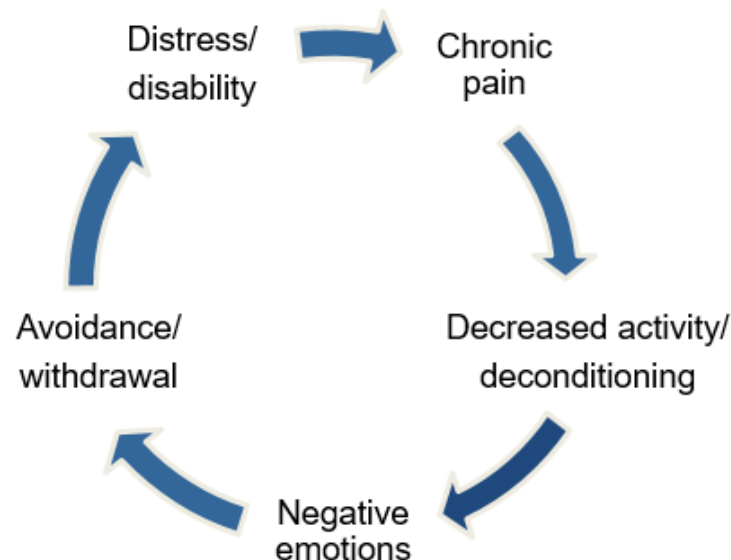 Distress/
disability
Chronic
pain
Decreased activity/
deconditioning
Negative
emotions
Avoidance/
withdrawal